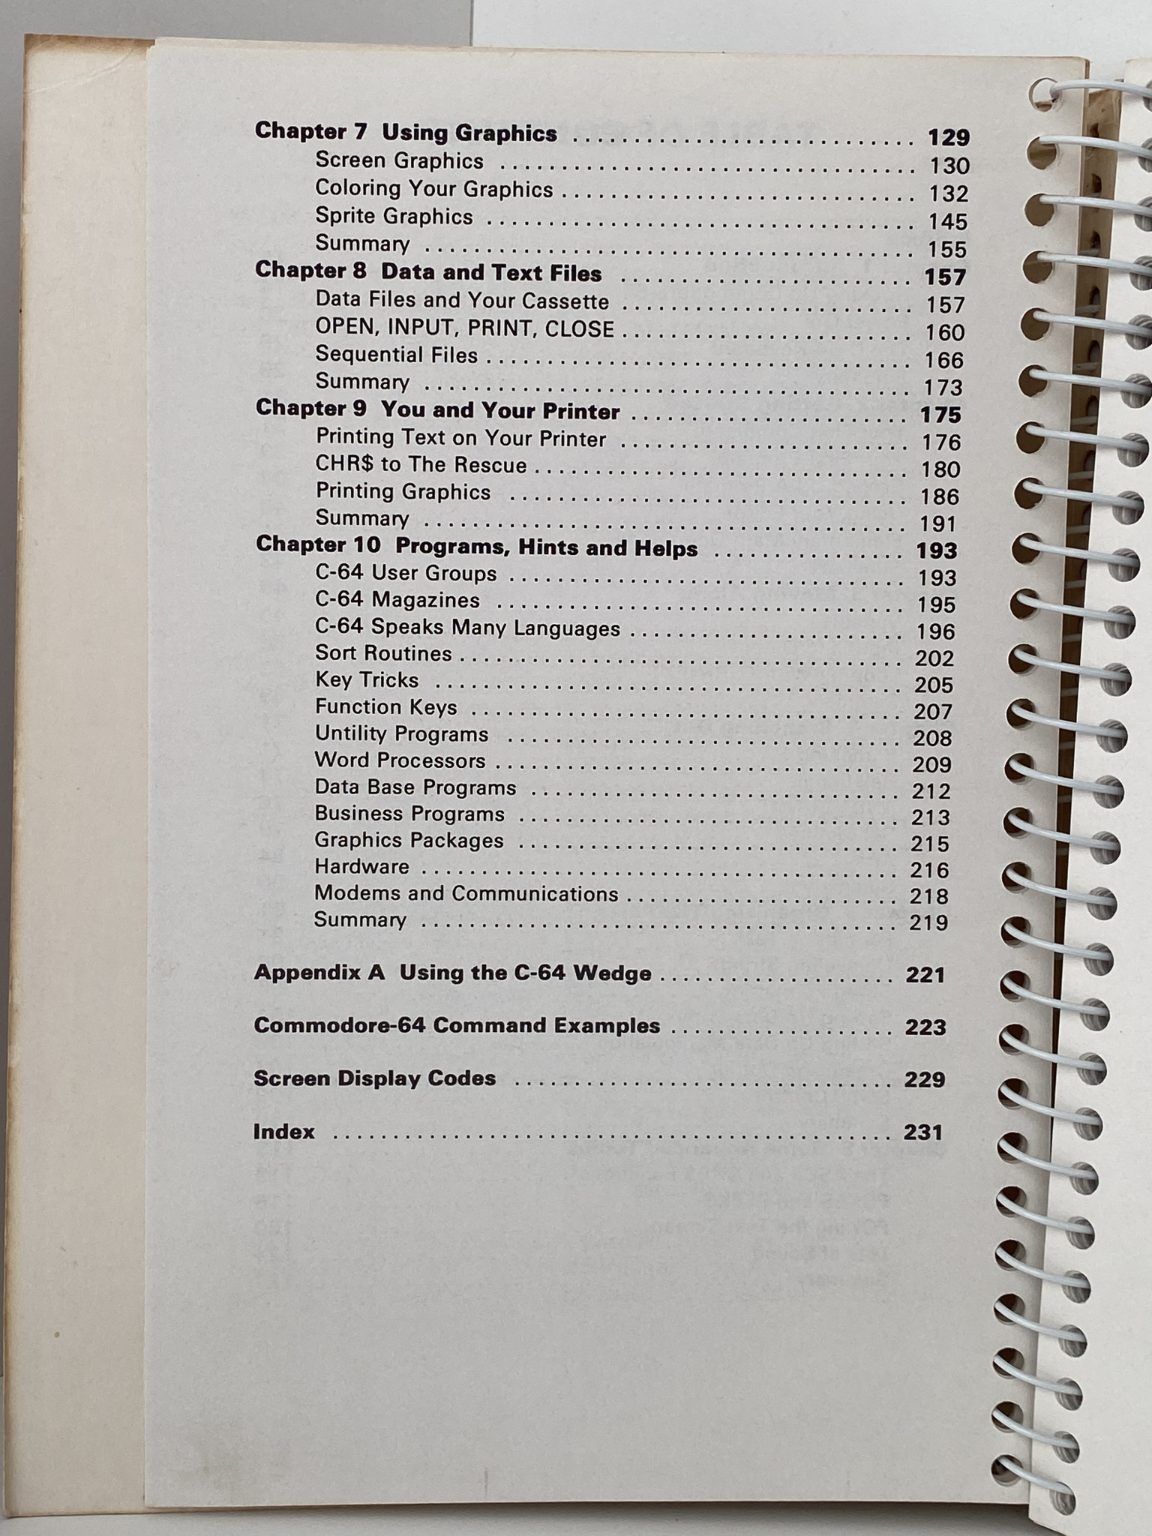 Chapter 7 Using Graphics ............................ 129
Screen Graphics ................................... 130
Coloring Your Graphics .............................. 132
Sprite Graphics .................................... 145
Summary ......................................... 155
Chapter 8 Data and Text Files ......................... 157
Data Files and Your Cassette ........................ 157
OPEN, INPUT, PRINT, CLOSE ........................ 160
Sequential Files .................................... 166
Summary ......................................... 173
Chapter 9 You and Your Printer ....................... 175
Printing Text on Your Printer ........................ 176
CHR$ to The Rescue ............................... 180
Printing Graphics ................................. 186
Summary ........................................ 191
Chapter 10 Programs, Hints and Helps ................ 193
C-64 User Groups ................................. 193
C-64 Magazines .................................. 195
C-64 Speaks Many Languages ....................... 196
Sort Routines ..................................... 202
Key Tricks ....................................... 205
Function Keys .................................... 207
Untility Programs ................................. 208
Word Processors .................................. 209
Data Base Programs ............................... 212
Business Programs ................................ 213
Graphics Packages ................................ 215
Hardware ........................................ 216
Modems and Communications ....................... 218
Summary ........................................ 219
Appendix A Using the C-64 Wedge .................... 221
Commodore-64 Command Examples ................... 223
Screen Display Codes ................................ 229
Index ............................................... 231